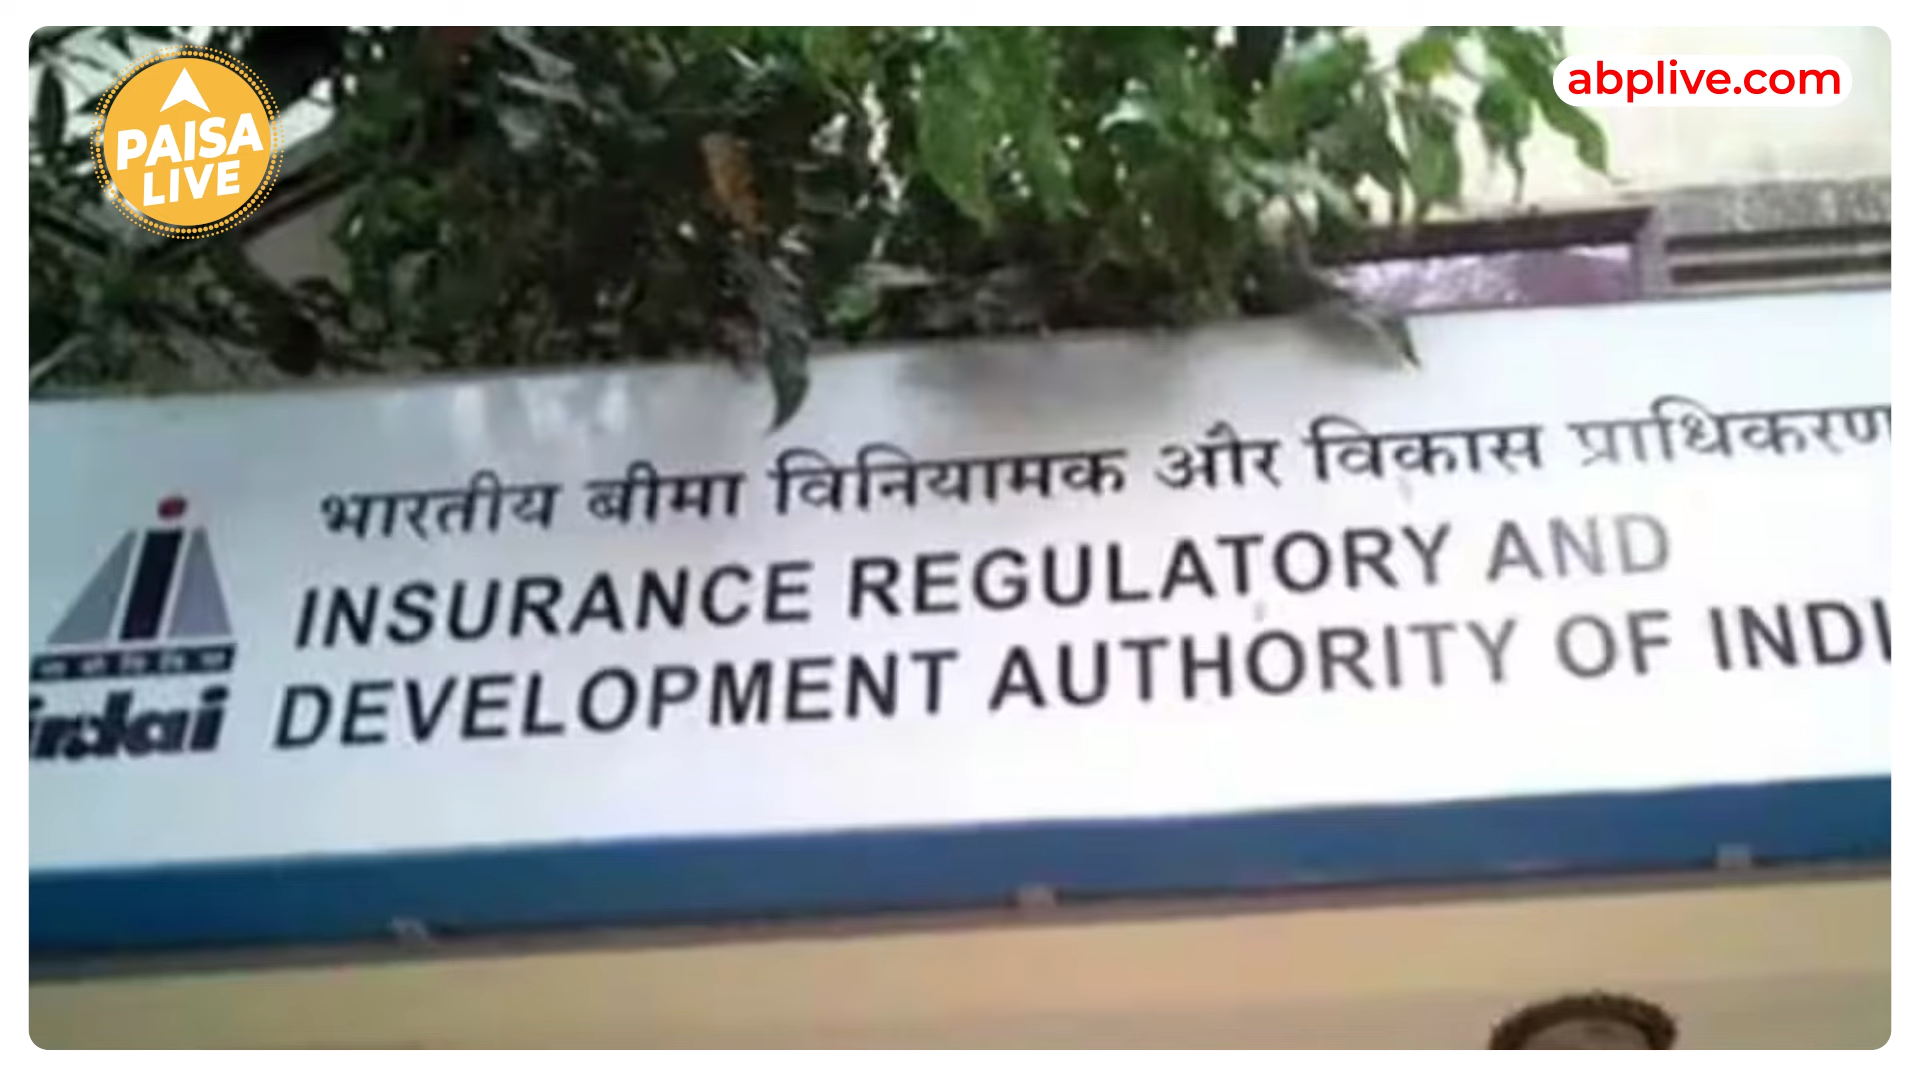 PAISA
LIVE
abplive.com
भारतीय बीमा विनियामक और विकास प्राधिकरण
INSURANCE REGULATORY AND
DEVELOPMENT AUTHORITY OF INDI
irdai